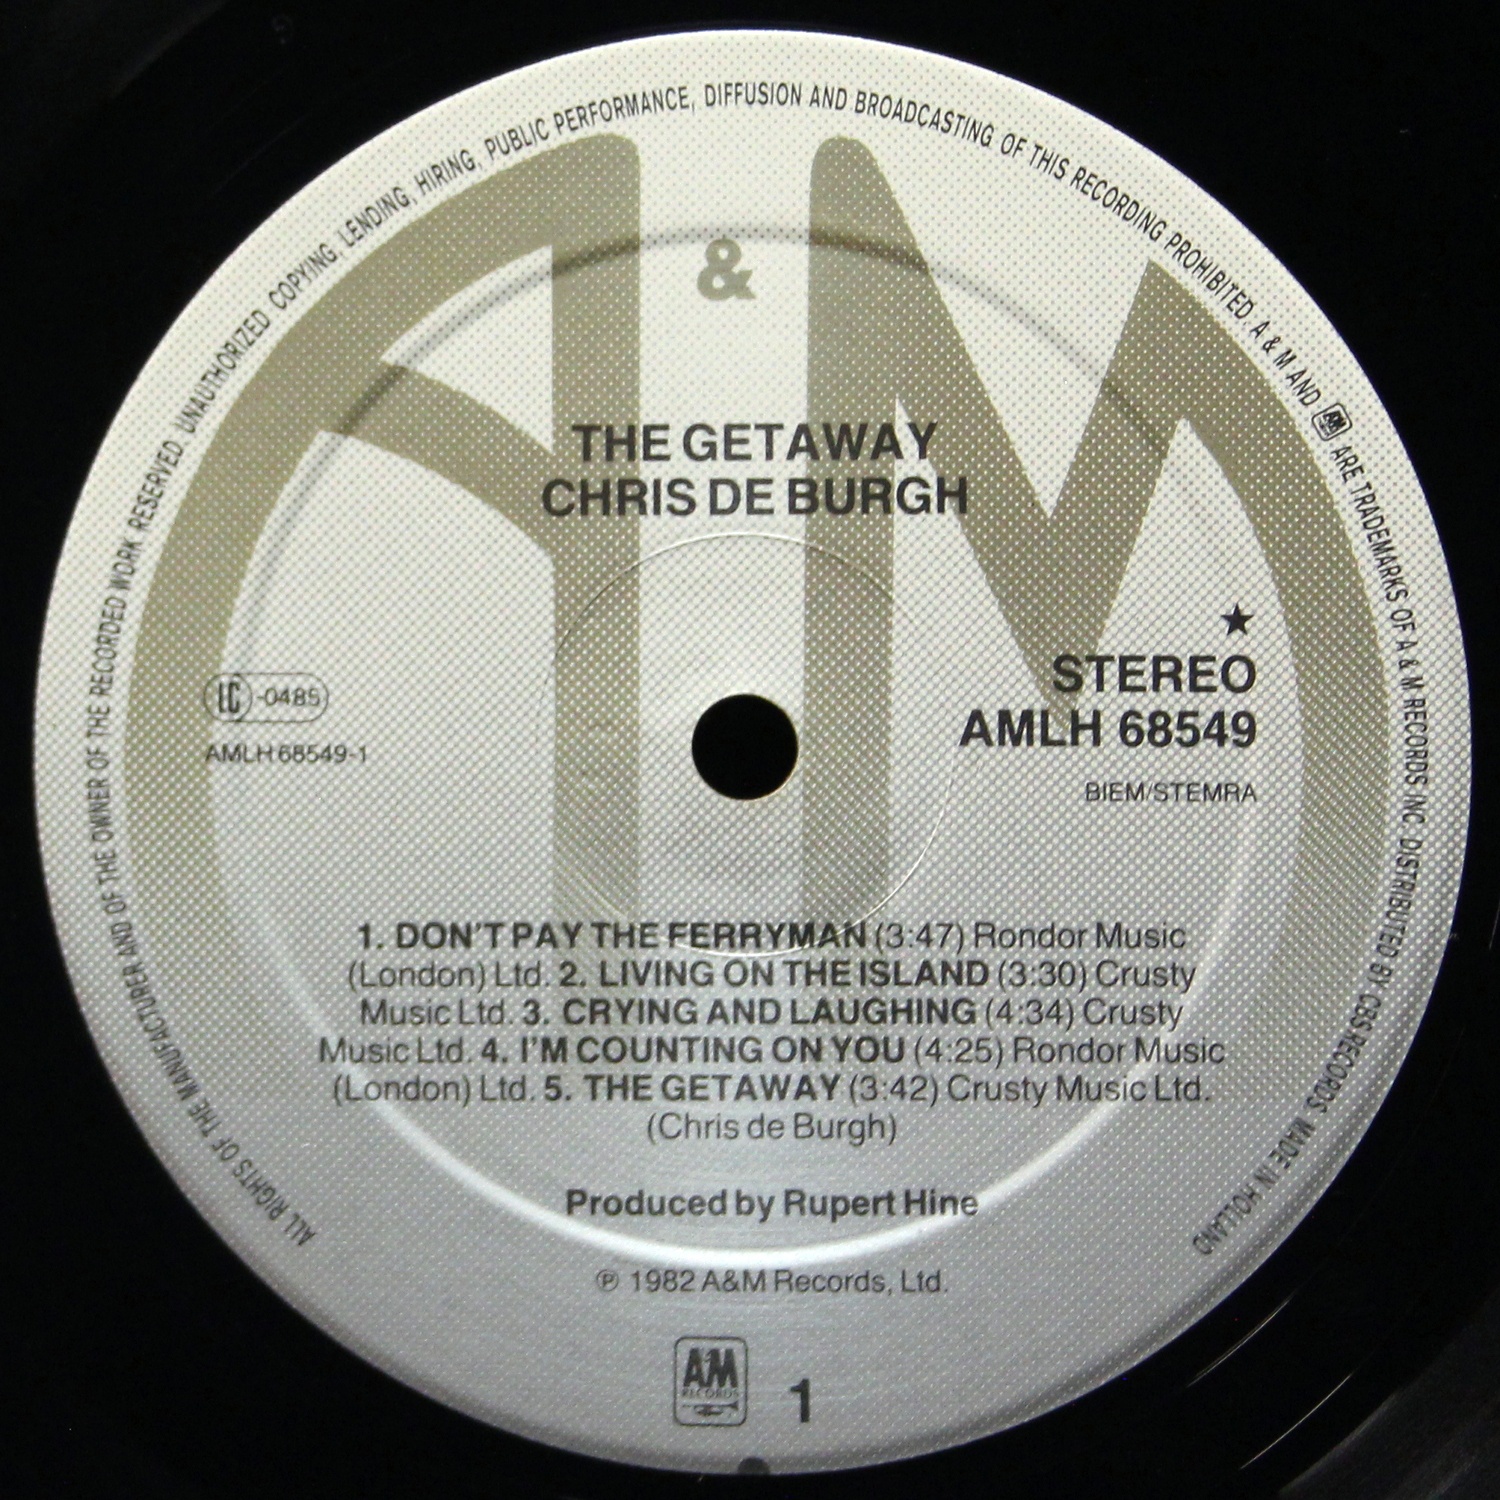 ALL RIGHTS OF THE MANUFACTURER AND OF THE OWNER OF THE RECORDED WORK RESERVED UNAUTHORIZED COPYING, LENDING, HIRING, PUBLIC PERFORMANCE, DIFFUSION AND BROADCASTING OF THIS RECORDING PROHIBITED. A & M AND AM ARE TRADEMARKS OF A & M RECORDS INC. DISTRIBUTED BY CBS RECORDS MADE IN HOLLAND
A & M
THE GETAWAY
CHRIS DE BURGH
★
STEREO
LC -0485
AMLH 68549
AMLH 68549-1
BIEM/STEMRA
1. DON'T PAY THE FERRYMAN (3:47) Rondor Music
(London) Ltd. 2. LIVING ON THE ISLAND (3:30) Crusty
Music Ltd. 3. CRYING AND LAUGHING (4:34) Crusty
Music Ltd. 4. I'M COUNTING ON YOU (4:25) Rondor Music
(London) Ltd. 5. THE GETAWAY (3:42) Crusty Music Ltd.
(Chris de Burgh)
Produced by Rupert Hine
℗ 1982 A&M Records, Ltd.
AM
RECORDS
1